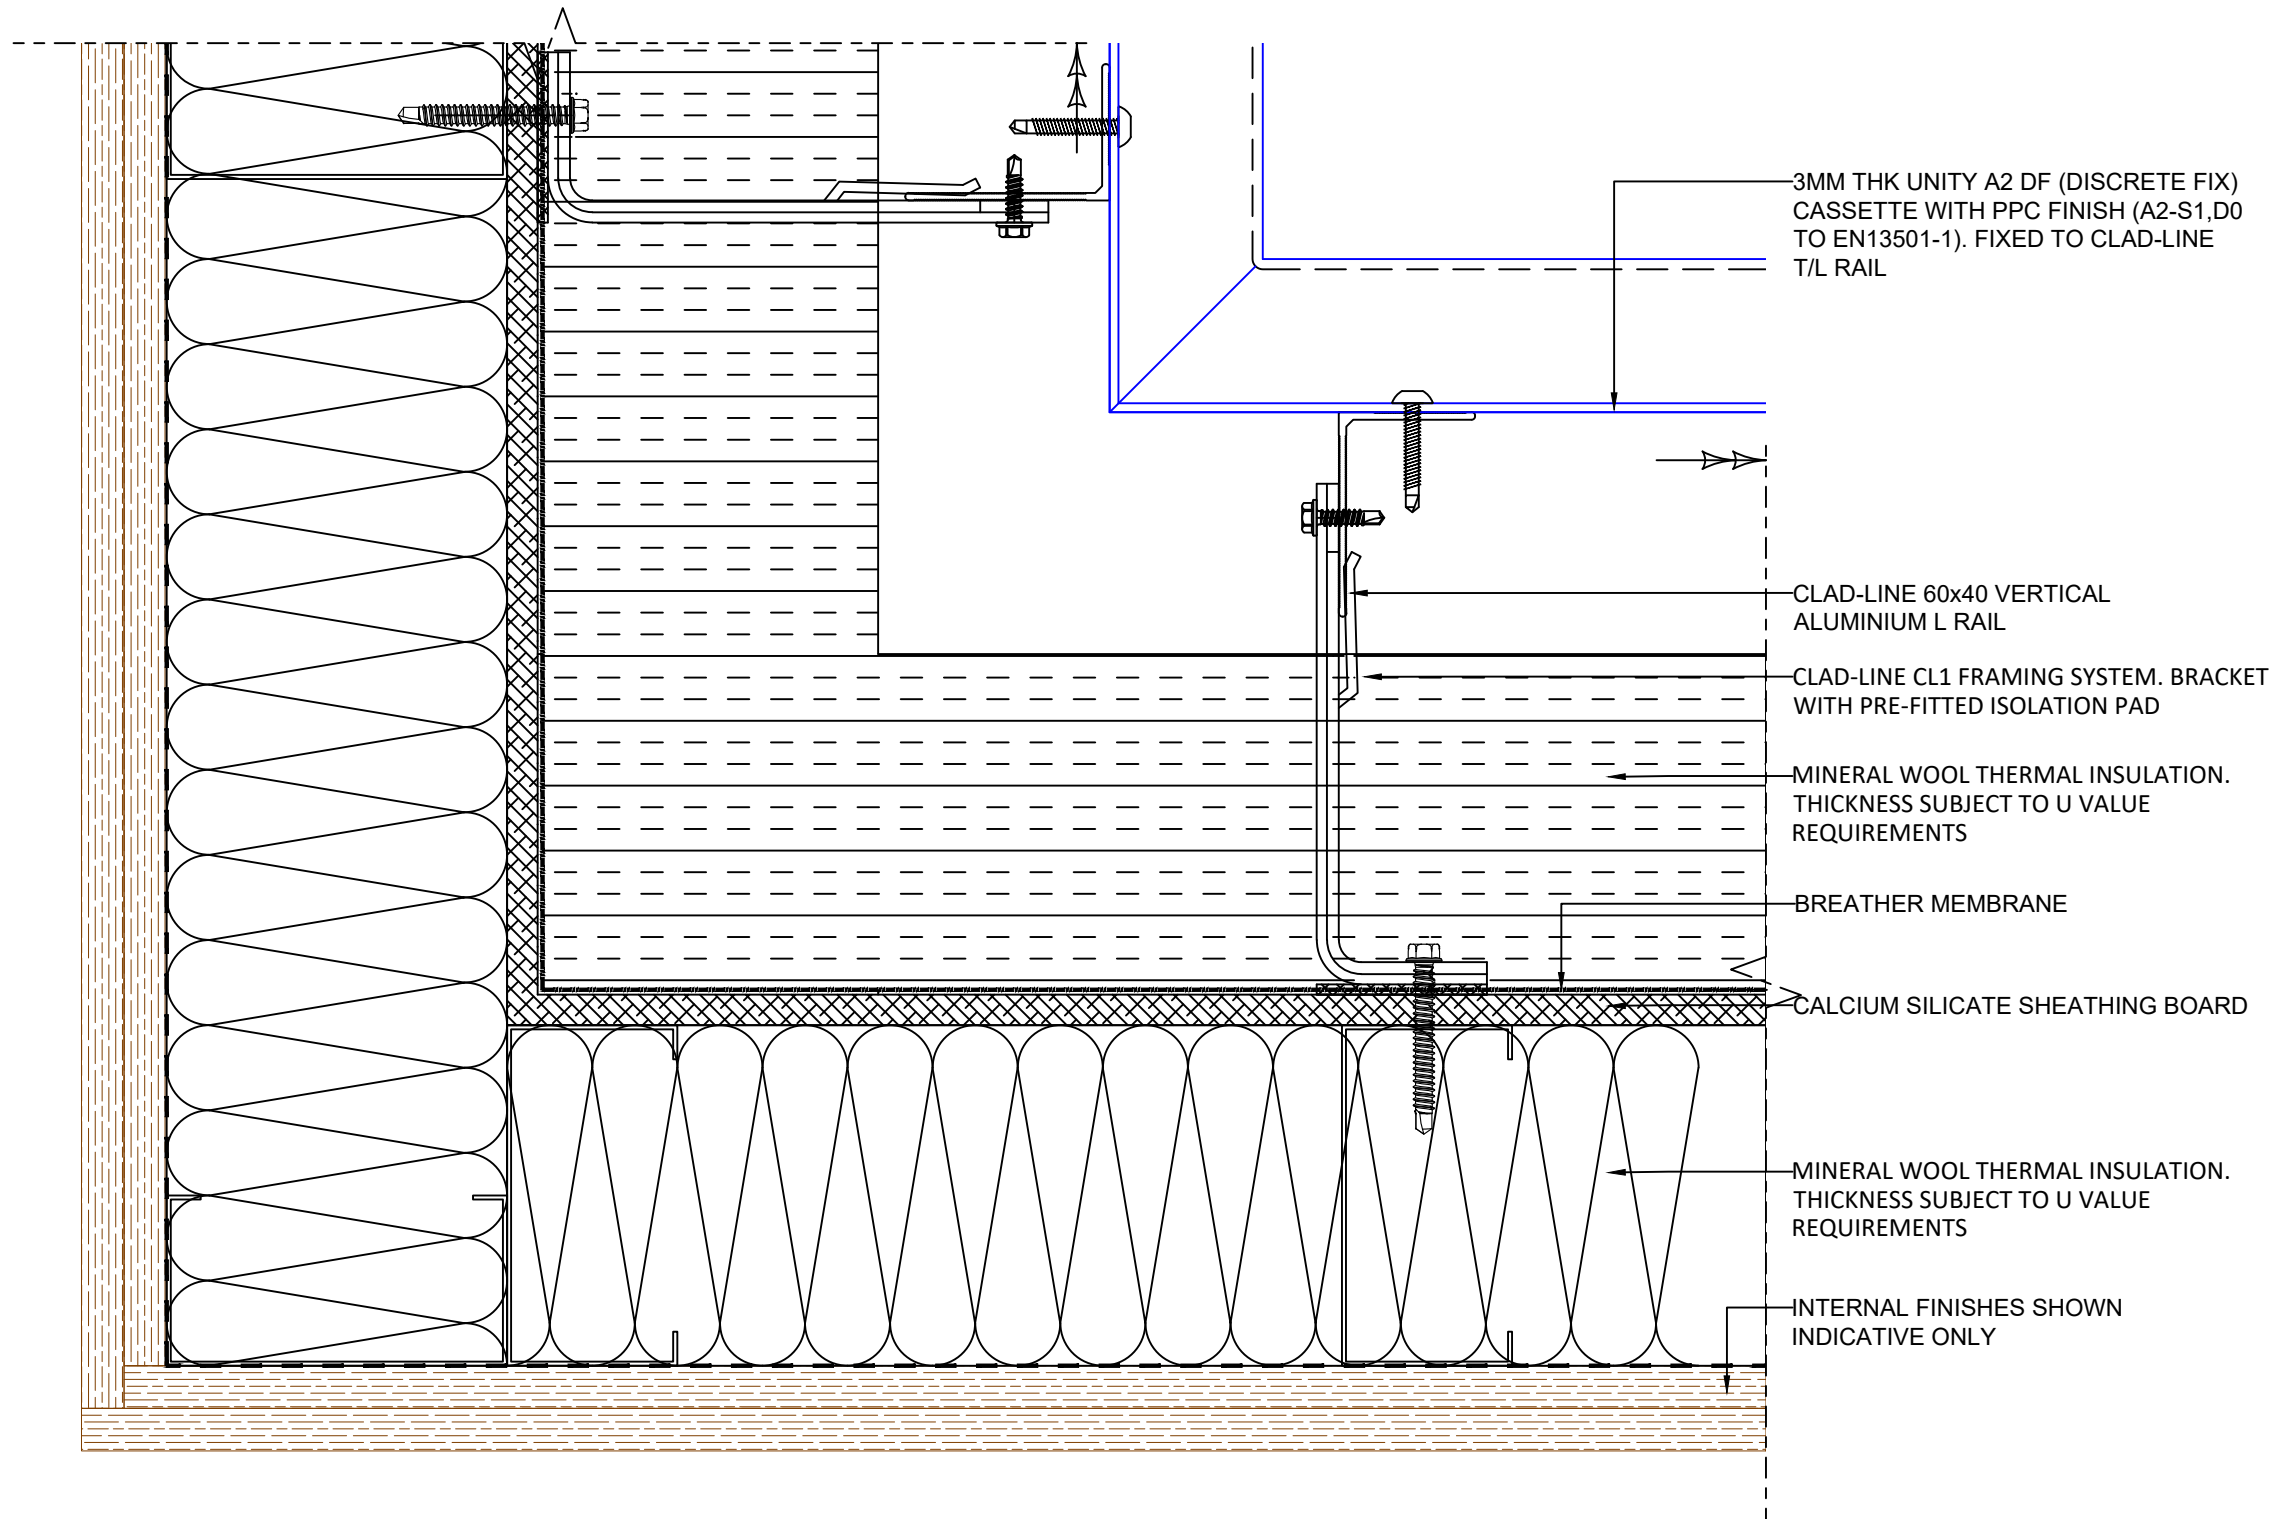 3MM THK UNITY A2 DF (DISCRETE FIX)
CASSETTE WITH PPC FINISH (A2-S1,D0
TO EN13501-1). FIXED TO CLAD-LINE
T/L RAIL
CLAD-LINE 60x40 VERTICAL
ALUMINIUM L RAIL
CLAD-LINE CL1 FRAMING SYSTEM. BRACKET
WITH PRE-FITTED ISOLATION PAD
MINERAL WOOL THERMAL INSULATION.
THICKNESS SUBJECT TO U VALUE
REQUIREMENTS
BREATHER MEMBRANE
CALCIUM SILICATE SHEATHING BOARD
MINERAL WOOL THERMAL INSULATION.
THICKNESS SUBJECT TO U VALUE
REQUIREMENTS
INTERNAL FINISHES SHOWN
INDICATIVE ONLY